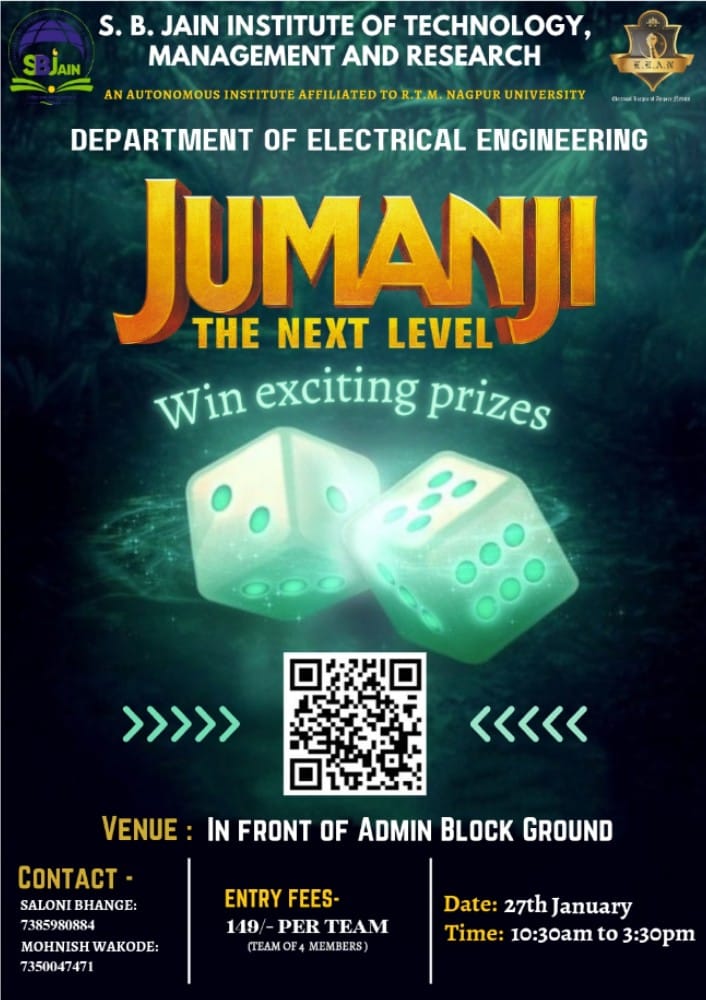 S. B. JAIN INSTITUTE OF TECHNOLOGY,
MANAGEMENT AND RESEARCH
AN AUTONOMOUS INSTITUTE AFFILIATED TO R.T.M. NAGPUR UNIVERSITY
SBJAIN
E.L.A.N
DEPARTMENT OF ELECTRICAL ENGINEERING
JUMANJI
THE NEXT LEVEL
Win exciting prizes
VENUE : IN FRONT OF ADMIN BLOCK GROUND
CONTACT -
SALONI BHANGE:
7385980884
MOHNISH WAKODE:
7350047471
ENTRY FEES-
149/- PER TEAM
(TEAM OF 4 MEMBERS)
Date: 27th January
Time: 10:30am to 3:30pm